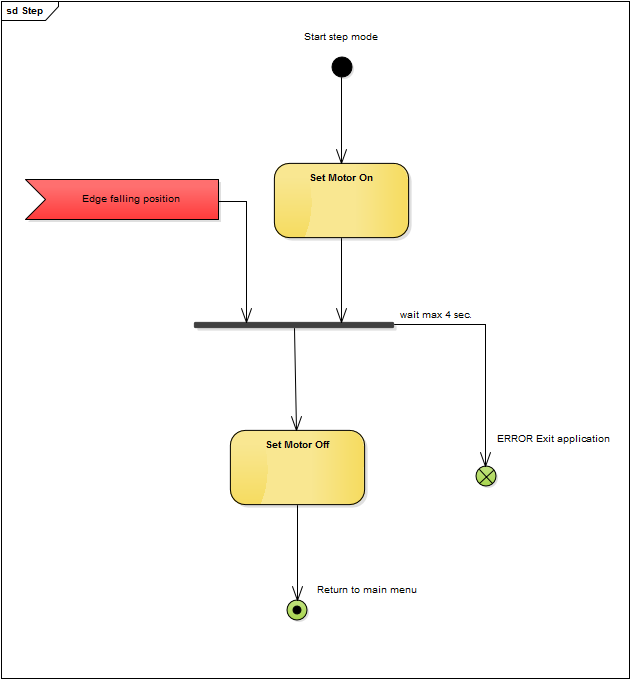 sd Step
Start step mode
Set Motor On
Edge falling position
wait max 4 sec.
ERROR Exit application
Set Motor Off
Return to main menu